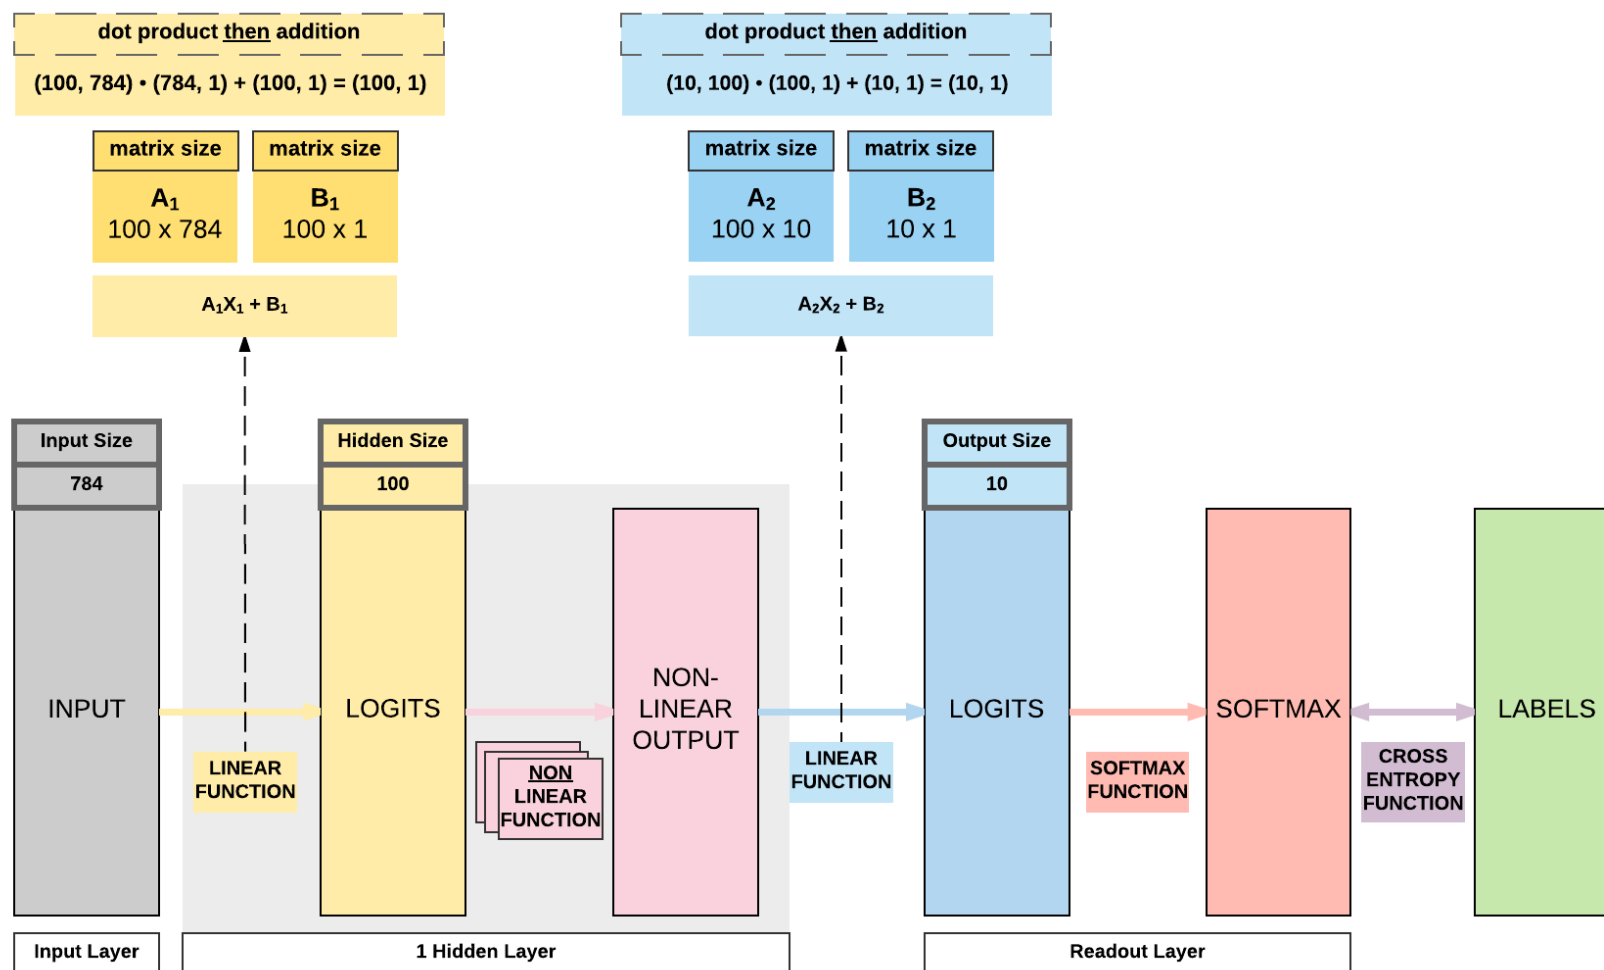 dot product then addition
(100, 784) • (784, 1) + (100, 1) = (100, 1)
matrix size
matrix size
A₁
100 x 784
B₁
100 x 1
A₁X₁ + B₁
dot product then addition
(10, 100) • (100, 1) + (10, 1) = (10, 1)
matrix size
matrix size
A₂
100 x 10
B₂
10 x 1
A₂X₂ + B₂
Input Size
784
INPUT
LINEAR
FUNCTION
Hidden Size
100
LOGITS
NON
LINEAR
FUNCTION
NON-
LINEAR
OUTPUT
LINEAR
FUNCTION
Output Size
10
LOGITS
SOFTMAX
FUNCTION
SOFTMAX
CROSS
ENTROPY
FUNCTION
LABELS
Input Layer
1 Hidden Layer
Readout Layer